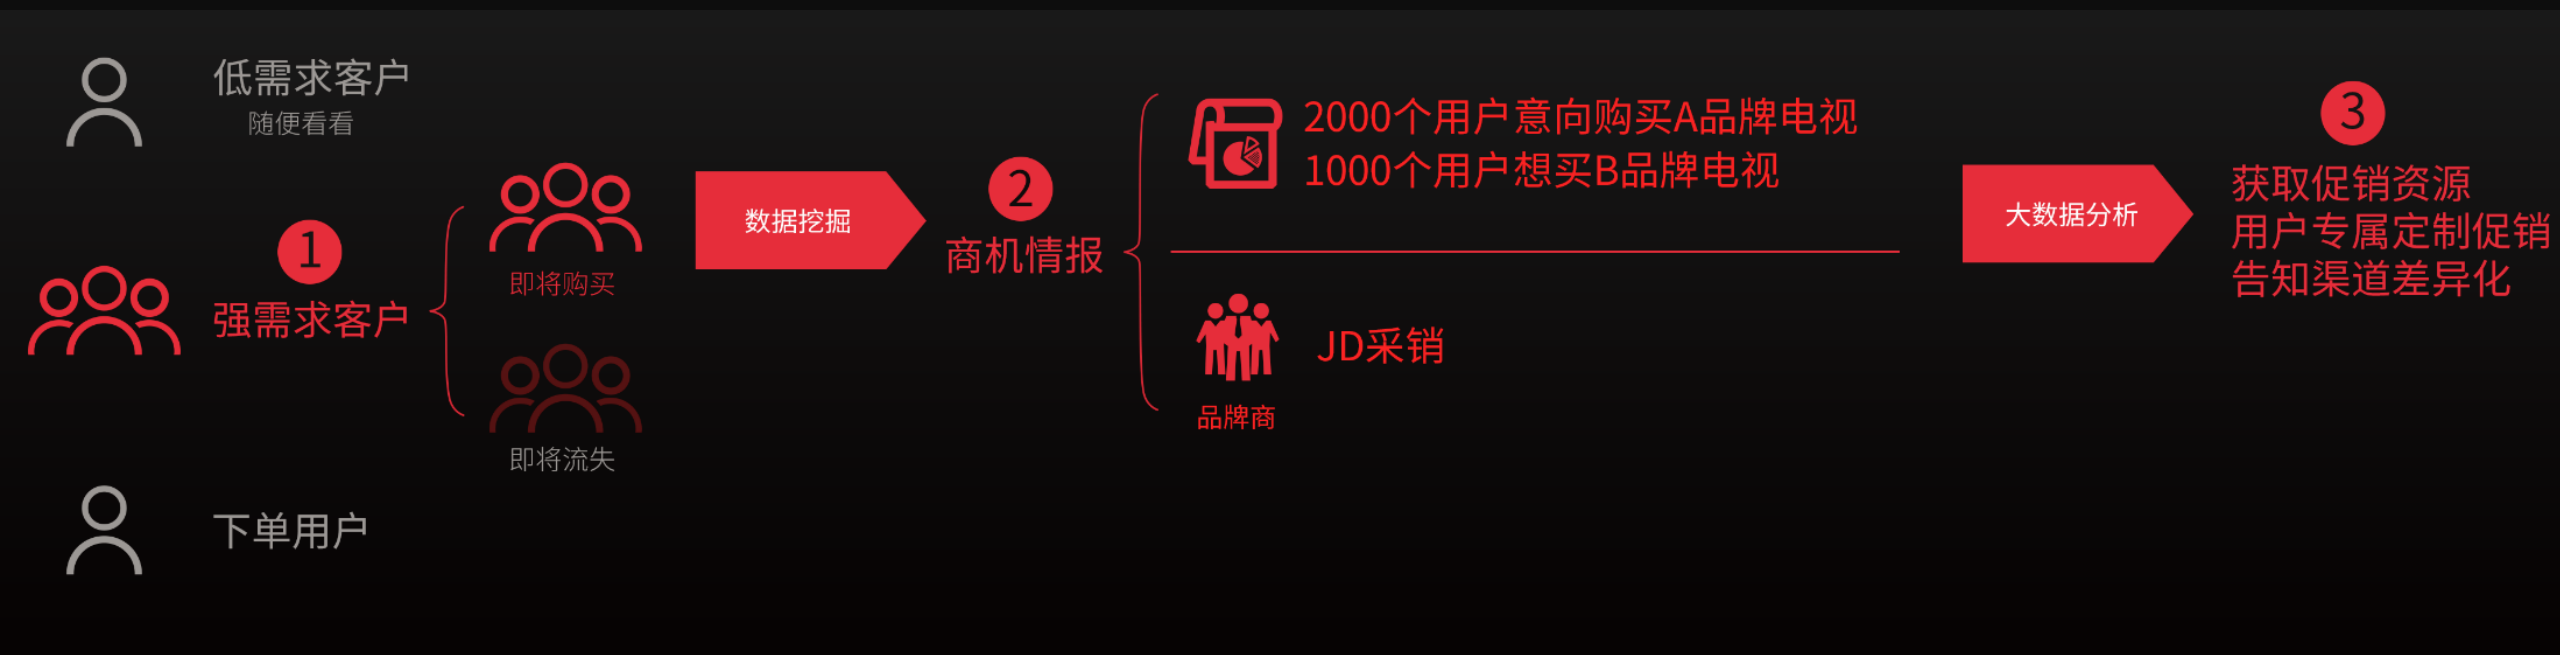 低需求客户
随便看看
1
强需求客户
即将购买
即将流失
下单用户
数据挖掘
2
商机情报
2000个用户意向购买A品牌电视
1000个用户想买B品牌电视
JD采销
品牌商
大数据分析
3
获取促销资源
用户专属定制促销
告知渠道差异化